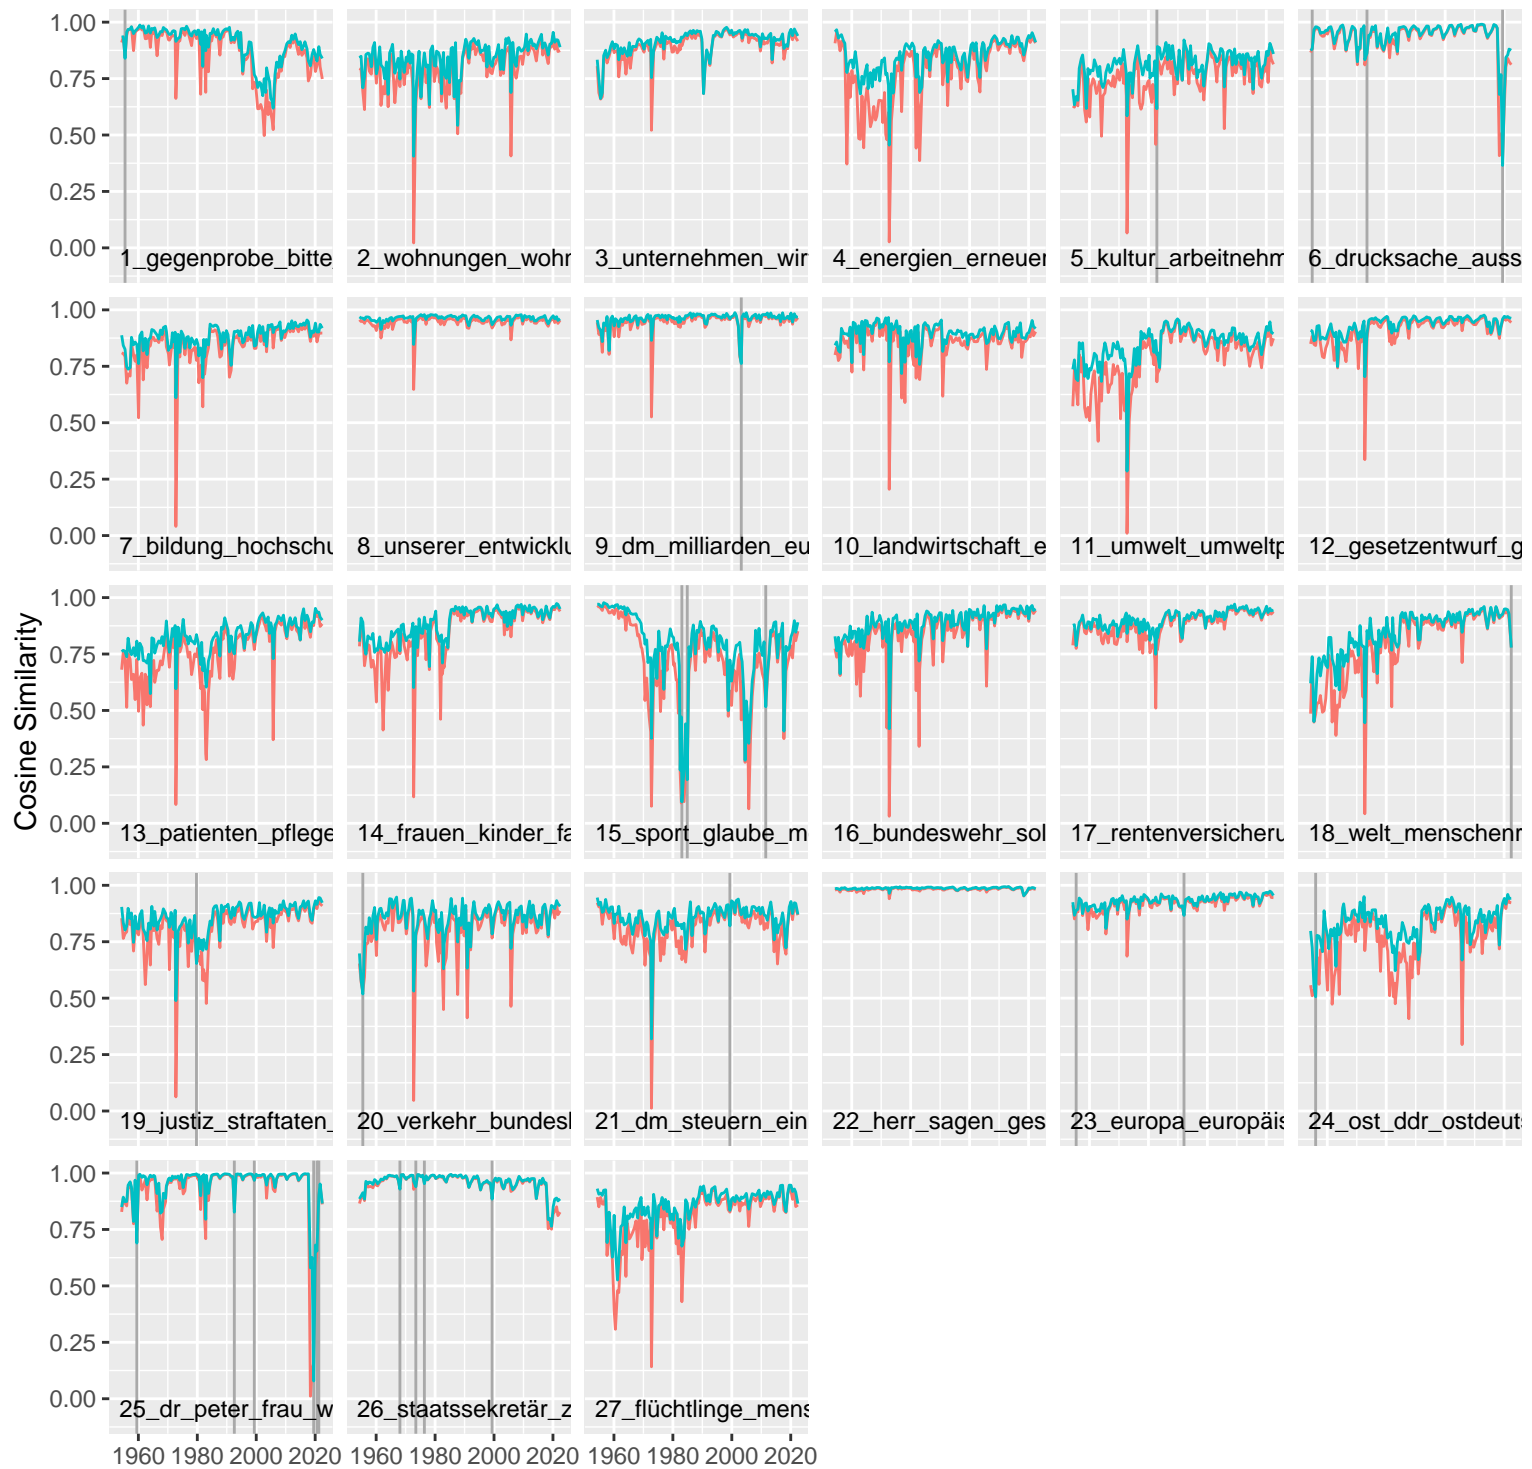 Cosine Similarity
1.00
0.75
0.50
0.25
0.00
1_gegenprobe_bitte_
2_wohnungen_wohn
3_unternehmen_wir
4_energien_erneuer
5_kultur_arbeitnehm
6_drucksache_auss
1.00
0.75
0.50
0.25
0.00
7_bildung_hochschu
8_unserer_entwicklu
9_dm_milliarden_eu
10_landwirtschaft_e
11_umwelt_umweltp
12_gesetzentwurf_g
1.00
0.75
0.50
0.25
0.00
13_patienten_pflege
14_frauen_kinder_fa
15_sport_glaube_m
16_bundeswehr_sol
17_rentenversicheru
18_welt_menschenr
1.00
0.75
0.50
0.25
0.00
19_justiz_straftaten_
20_verkehr_bundesl
21_dm_steuern_ein
22_herr_sagen_ges
23_europa_europäis
24_ost_ddr_ostdeuts
1.00
0.75
0.50
0.25
0.00
25_dr_peter_frau_w
26_staatssekretär_z
27_flüchtlinge_mens
1960 1980 2000 2020
1960 1980 2000 2020
1960 1980 2000 2020